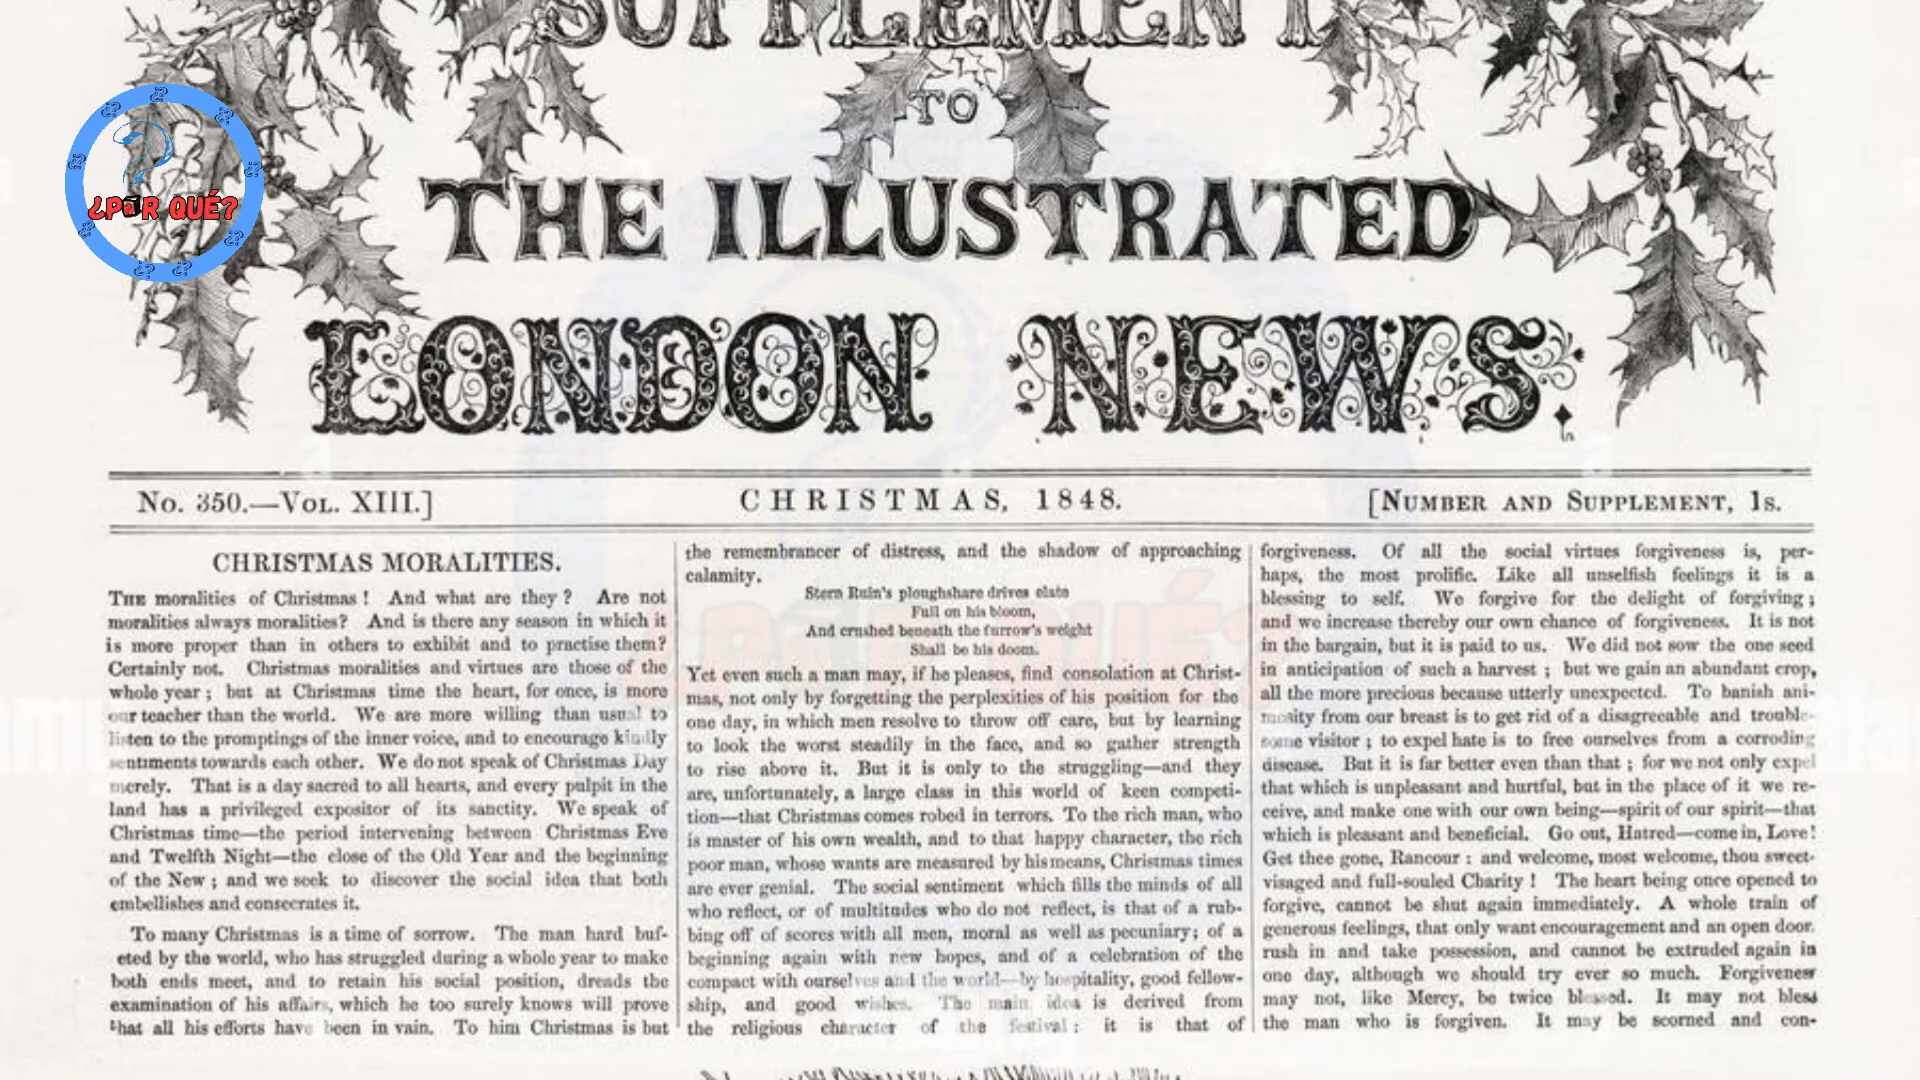 SUPPLEMENT
TO
THE ILLUSTRATED
LONDON NEWS.
¿POR QUÉ?
No. 350.—Vol. XIII.]
CHRISTMAS, 1848.
[Number and Supplement, 1s.
CHRISTMAS MORALITIES.
The moralities of Christmas! And what are they? Are not
moralities always moralities? And is there any season in which it
is more proper than in others to exhibit and to practise them?
Certainly not. Christmas moralities and virtues are those of the
whole year; but at Christmas time the heart, for once, is more
our teacher than the world. We are more willing than usual to
listen to the promptings of the inner voice, and to encourage kindly
sentiments towards each other. We do not speak of Christmas Day
merely. That is a day sacred to all hearts, and every pulpit in the
land has a privileged expositor of its sanctity. We speak of
Christmas time—the period intervening between Christmas Eve
and Twelfth Night—the close of the Old Year and the beginning
of the New; and we seek to discover the social idea that both
embellishes and consecrates it.
To many Christmas is a time of sorrow. The man hard buf-
eted by the world, who has struggled during a whole year to make
both ends meet, and to retain his social position, dreads the
examination of his affairs, which he too surely knows will prove
that all his efforts have been in vain. To him Christmas is but
the remembrancer of distress, and the shadow of approaching
calamity.
Stern Ruin's ploughshare drives elate
Full on his bloom,
And crushed beneath the furrow's weight
Shall be his doom.
Yet even such a man may, if he pleases, find consolation at Christ-
mas, not only by forgetting the perplexities of his position for the
one day, in which men resolve to throw off care, but by learning
to look the worst steadily in the face, and so gather strength
to rise above it. But it is only to the struggling—and they
are, unfortunately, a large class in this world of keen competi-
tion—that Christmas comes robed in terrors. To the rich man, who
is master of his own wealth, and to that happy character, the rich
poor man, whose wants are measured by his means, Christmas times
are ever genial. The social sentiment which fills the minds of all
who reflect, or of multitudes who do not reflect, is that of a rub-
bing off of scores with all men, moral as well as pecuniary; of a
beginning again with new hopes, and of a celebration of the
compact with ourselves and the world—by hospitality, good fellow-
ship, and good wishes. The main idea is derived from
the religious character of the festival: it is that of
forgiveness. Of all the social virtues forgiveness is, per-
haps, the most prolific. Like all unselfish feelings it is a
blessing to self. We forgive for the delight of forgiving;
and we increase thereby our own chance of forgiveness. It is not
in the bargain, but it is paid to us. We did not sow the one seed
in anticipation of such a harvest; but we gain an abundant crop,
all the more precious because utterly unexpected. To banish ani-
mosity from our breast is to get rid of a disagreeable and trouble-
some visitor; to expel hate is to free ourselves from a corroding
disease. But it is far better even than that; for we not only expel
that which is unpleasant and hurtful, but in the place of it we re-
ceive, and make one with our own being—spirit of our spirit—that
which is pleasant and beneficial. Go out, Hatred—come in, Love!
Get thee gone, Rancour: and welcome, most welcome, thou sweet-
visaged and full-souled Charity! The heart being once opened to
forgive, cannot be shut again immediately. A whole train of
generous feelings, that only want encouragement and an open door,
rush in and take possession, and cannot be extruded again in
one day, although we should try ever so much. Forgiveness
may not, like Mercy, be twice blessed. It may not bless
the man who is forgiven. It may be scorned and con-